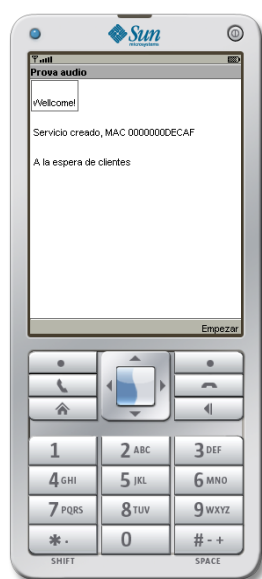 Sun
microsystems
Prova audio
Wellcome!
Servicio creado, MAC 0000000DECAF
A la espera de clientes
Empezar
1
2 ABC
3 DEF
4 GHI
5 JKL
6 MNO
7 PQRS
8 TUV
9 WXYZ
* .
0
# - +
SHIFT
SPACE